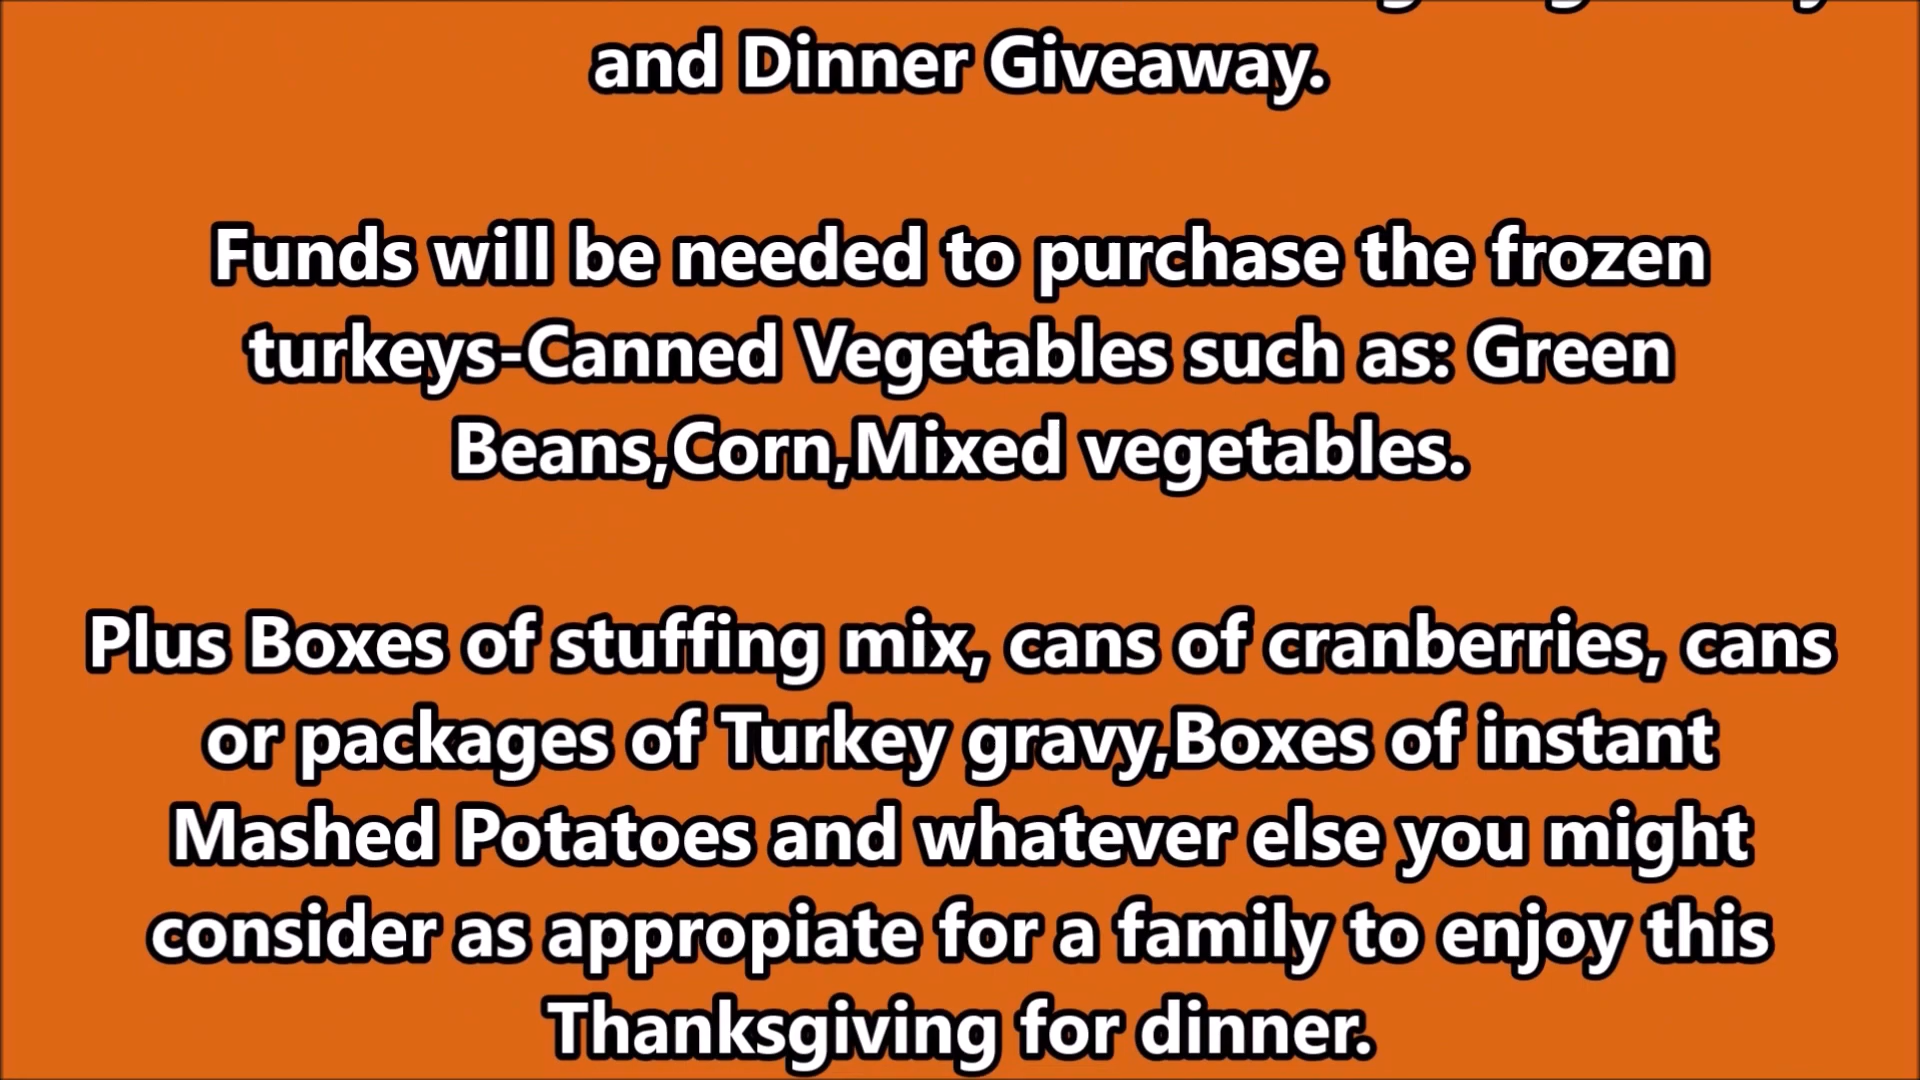 and Dinner Giveaway.
Funds will be needed to purchase the frozen
turkeys-Canned Vegetables such as: Green
Beans,Corn,Mixed vegetables.
Plus Boxes of stuffing mix, cans of cranberries, cans
or packages of Turkey gravy,Boxes of instant
Mashed Potatoes and whatever else you might
consider as appropiate for a family to enjoy this
Thanksgiving for dinner.